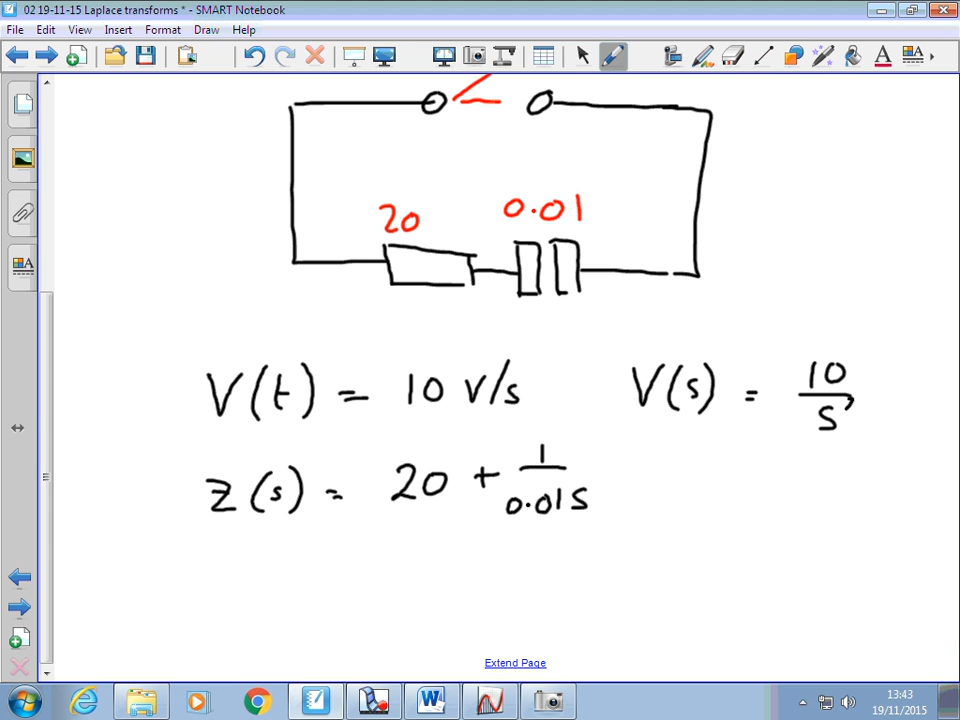 02 19-11-15 Laplace transforms * - SMART Notebook
File Edit View Insert Format Draw Help
20 0.01
V(t) = 10 V/s V(s) = 10/s
Z(s) = 20 + 1/0.01s
Extend Page
13:43
19/11/2015